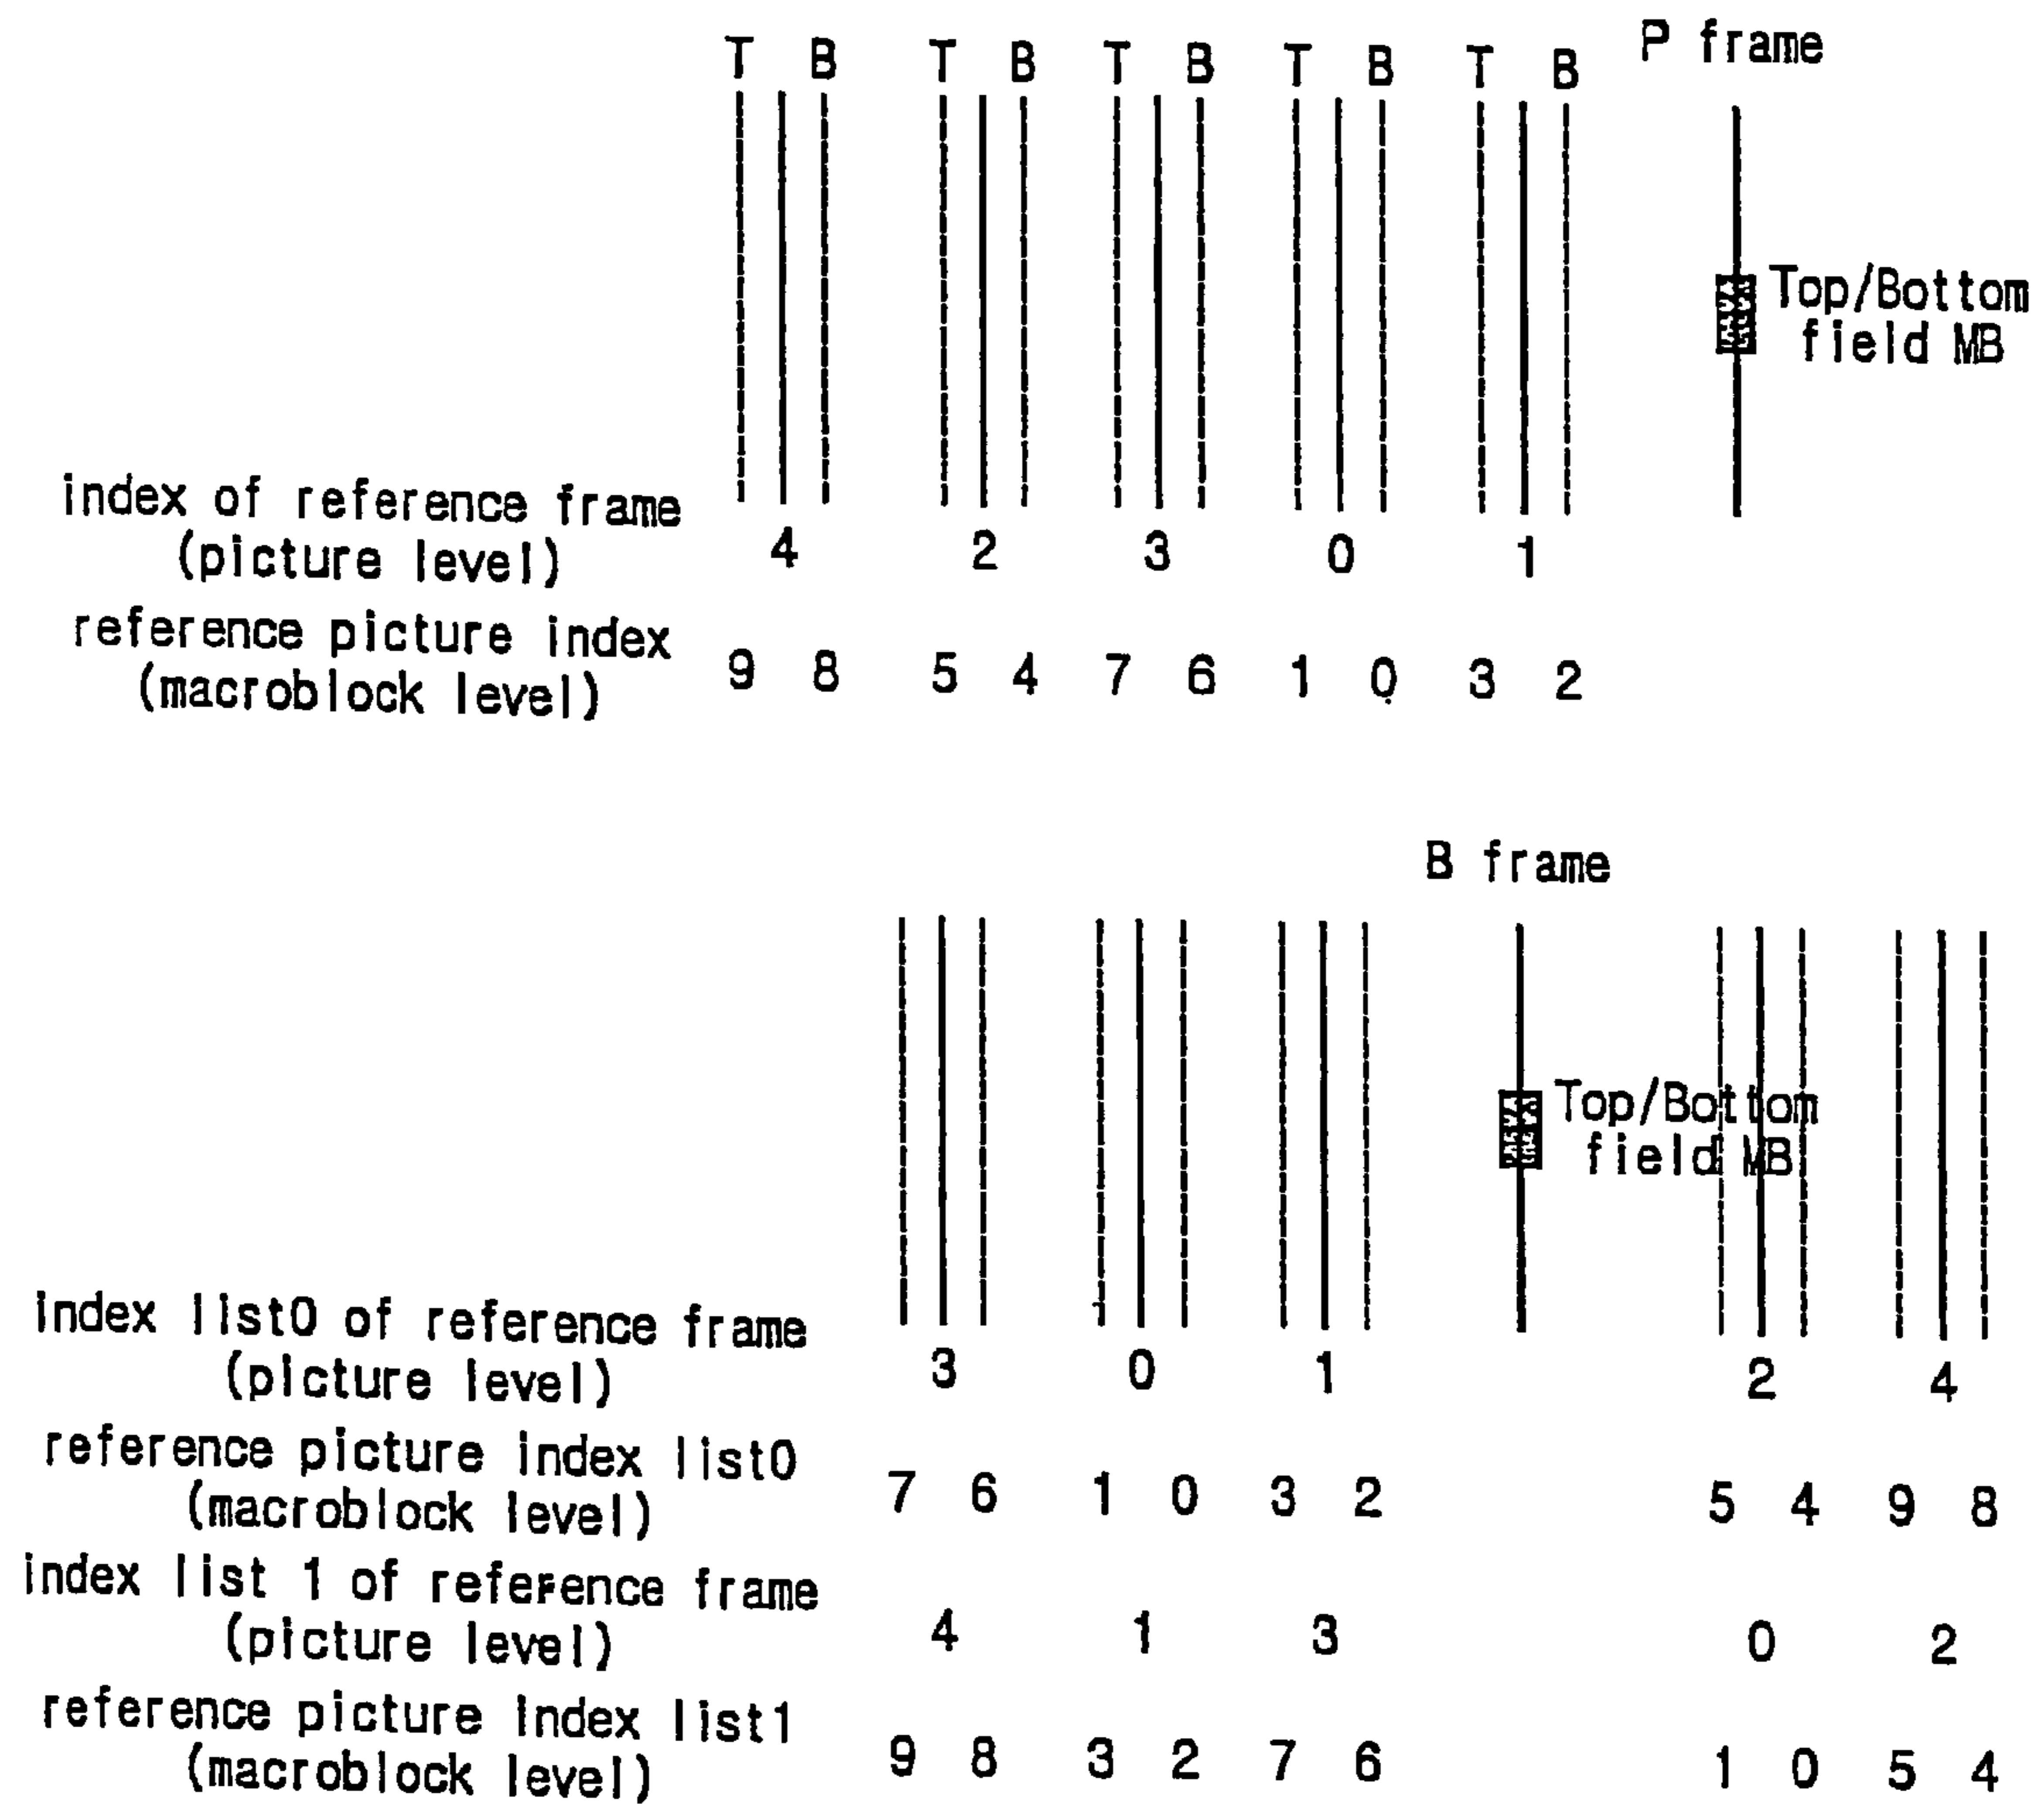 T B T B T B T B T B P frame
Top/Bottom
field MB
index of reference frame
(picture level) 4 2 3 0 1
reference picture index
(macroblock level) 9 8 5 4 7 6 1 0 3 2
B frame
Top/Bottom
field MB
index list0 of reference frame
(picture level) 3 0 1 2 4
reference picture index list0
(macroblock level) 7 6 1 0 3 2 5 4 9 8
index list 1 of reference frame
(picture level) 4 1 3 0 2
reference picture index list1
(macroblock level) 9 8 3 2 7 6 1 0 5 4